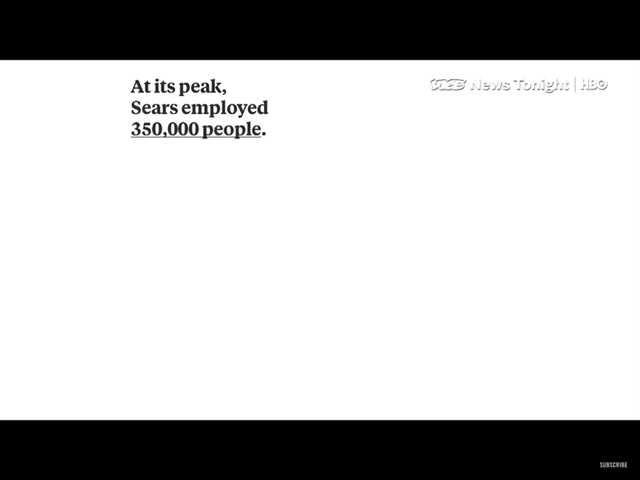 At its peak,
Sears employed
350,000 people.
VICE News Tonight | HBO
SUBSCRIBE